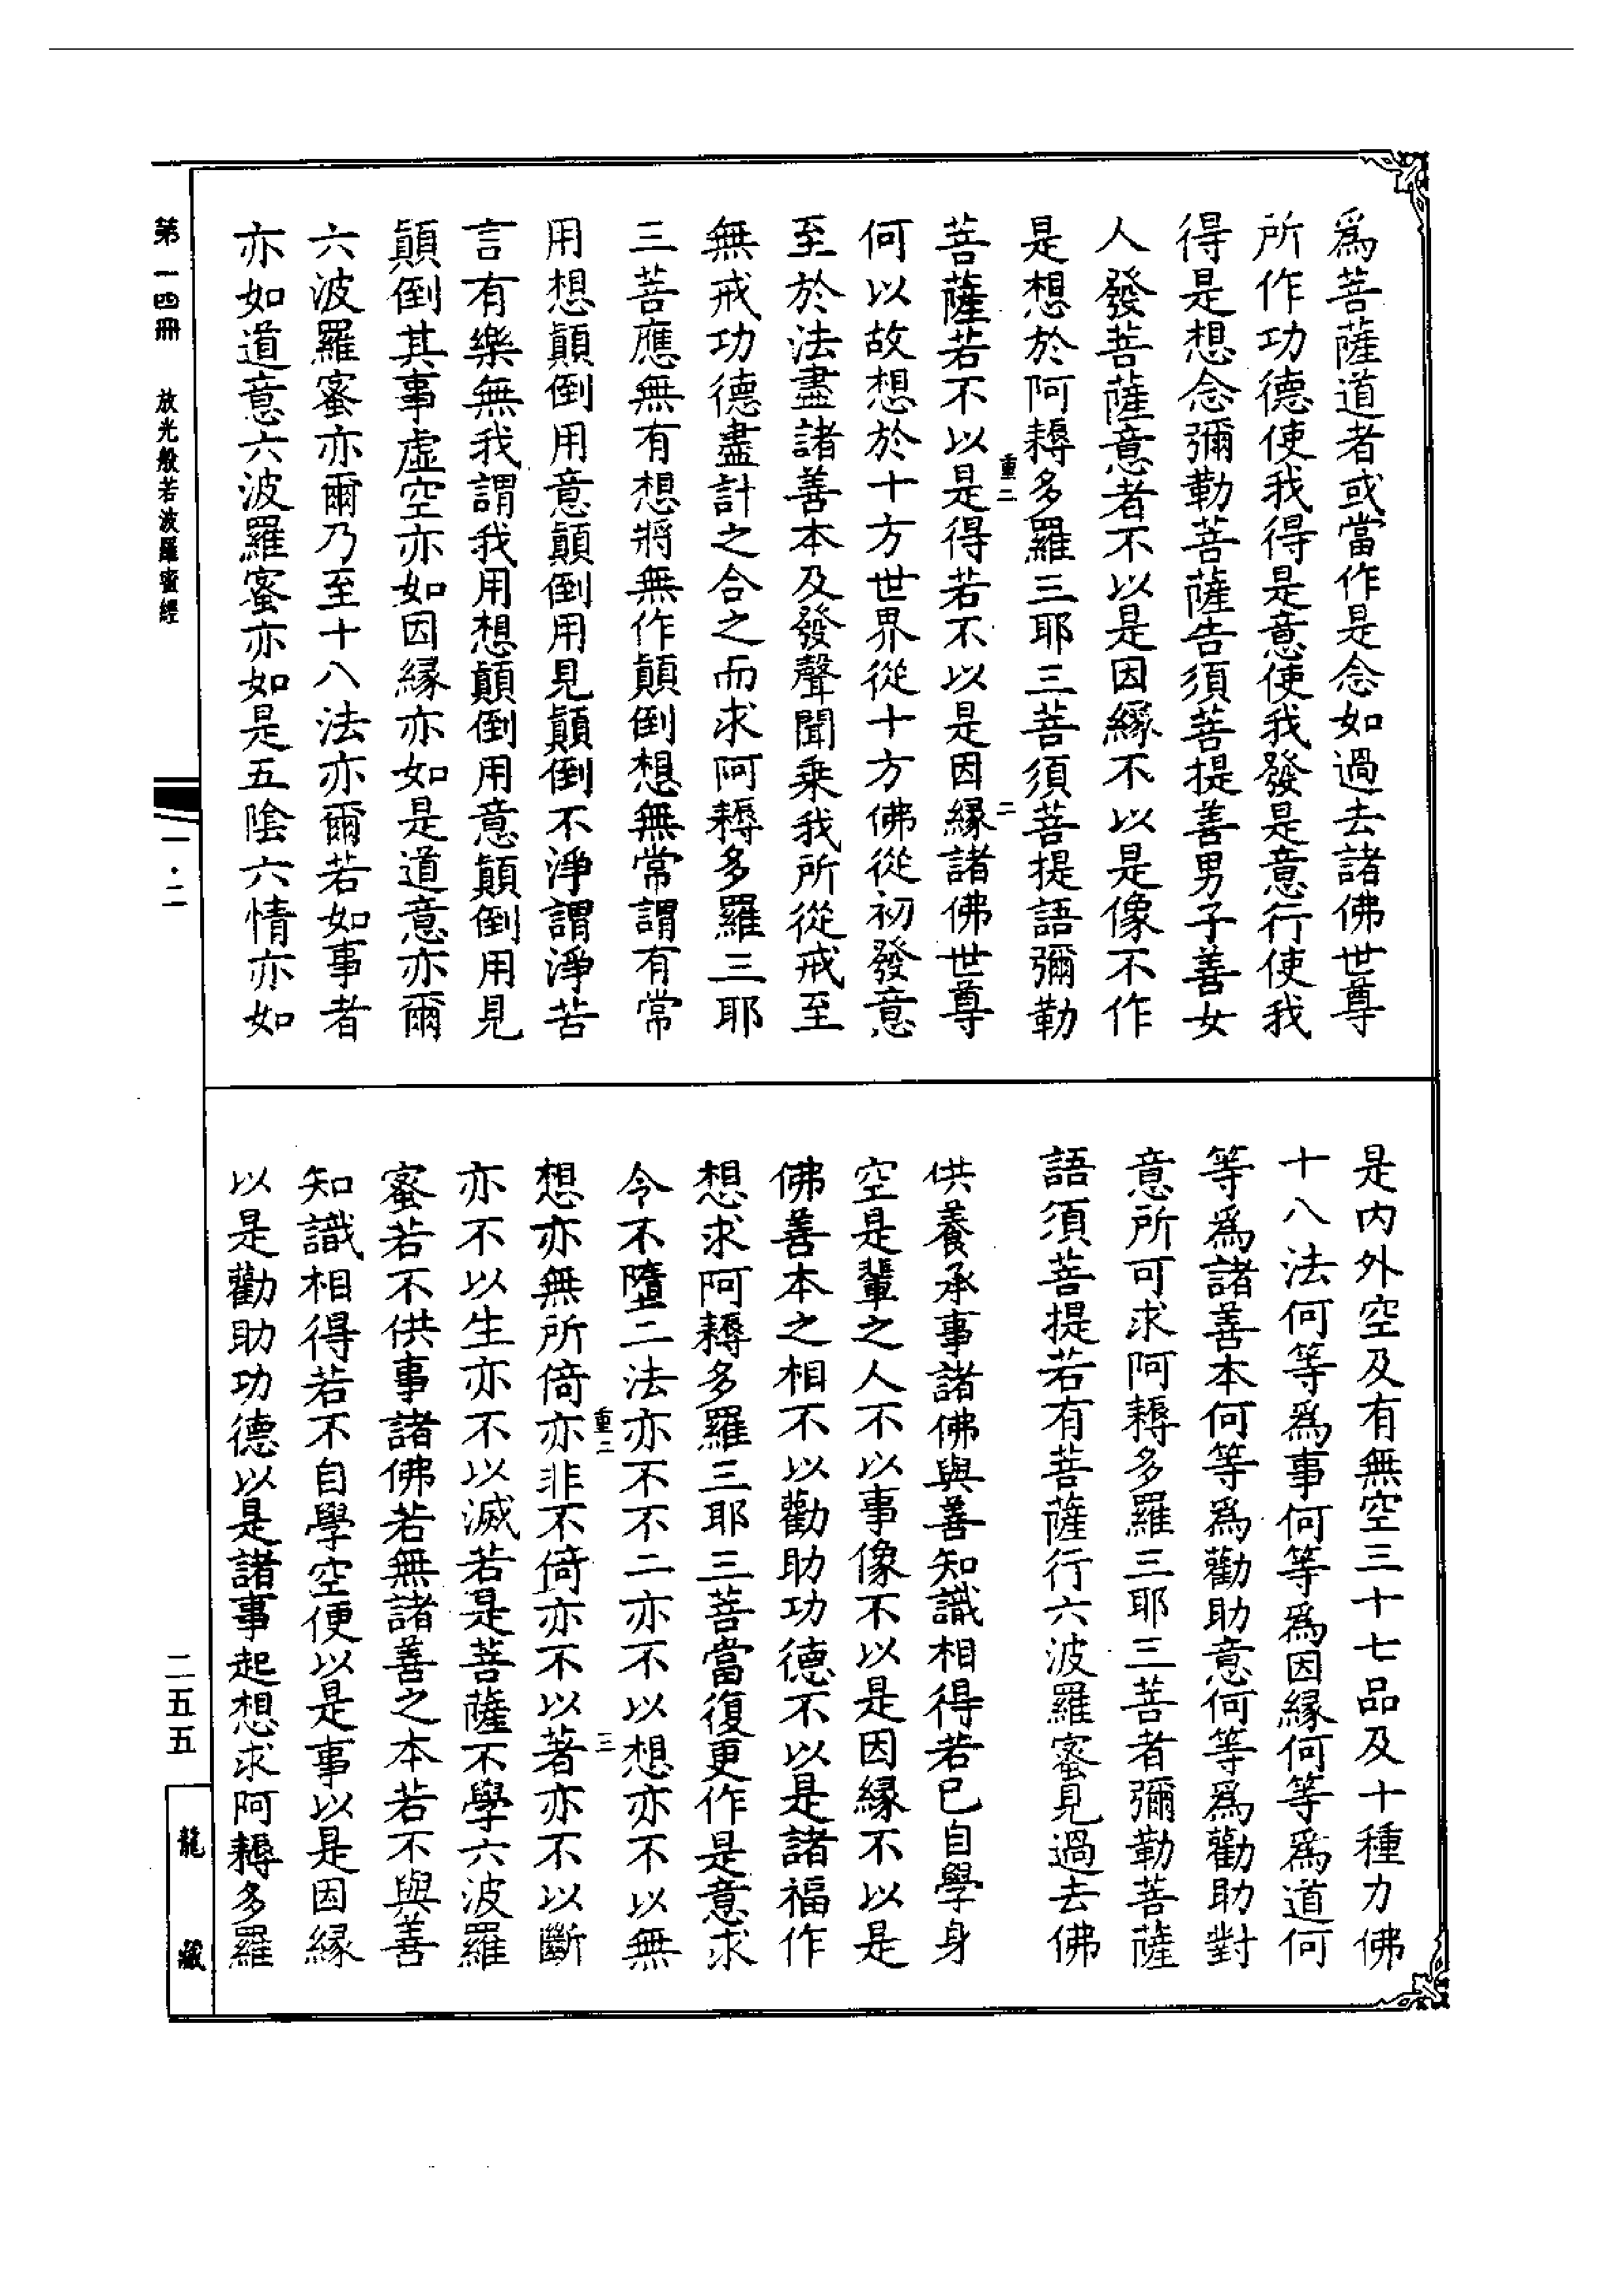 爲菩薩道者或當作是念如過去諸佛世尊
所作功德使我得是意使我發是意行使我
得是想念彌勒菩薩告須菩提善男子善女
人發菩薩意者不以是因緣不以是像不作
是想於阿耨多羅三耶三菩須菩提語彌勒
重二
二
菩薩若不以是得若不以是因緣諸佛世尊
何以故想於十方世界從十方佛從初發意
至於法盡諸善本及發聲聞乘我所從戒至
無戒功德盡計之合之而求阿耨多羅三耶
三菩應無有想將無作顛倒想無常謂有常
用想顛倒用意顛倒用見顛倒不淨謂淨苦
言有樂無我謂我用想顛倒用意顛倒用見
顛倒其事虛空亦如因緣亦如是道意亦爾
六波羅蜜亦爾乃至十八法亦爾若如事者
亦如道意六波羅蜜亦如是五陰六情亦如
是內外空及有無空三十七品及十種力佛
十八法何等爲事何等爲因緣何等爲道何
等爲諸善本何等爲勸助意何等爲勸助對
意所可求阿耨多羅三耶三菩者彌勒菩薩
語須菩提若有菩薩行六波羅蜜見過去佛
供養承事諸佛與善知識相得若已自學身
空是輩之人不以事像不以是因緣不以是
佛善本之相不以勸助功德不以是諸福作
想求阿耨多羅三耶三菩當復更作是意求
令不墮二法亦不不二亦不以想亦不以無
重二
三
想亦無所倚亦非不倚亦不以著亦不以斷
亦不以生亦不以滅若是菩薩不學六波羅
蜜若不供事諸佛若無諸善之本若不與善
知識相得若不自學空便以是事以是因緣
以是勸助功德以是諸事起想求阿耨多羅
第一四冊　放光般若波羅蜜經
一·二
二五五
龍藏